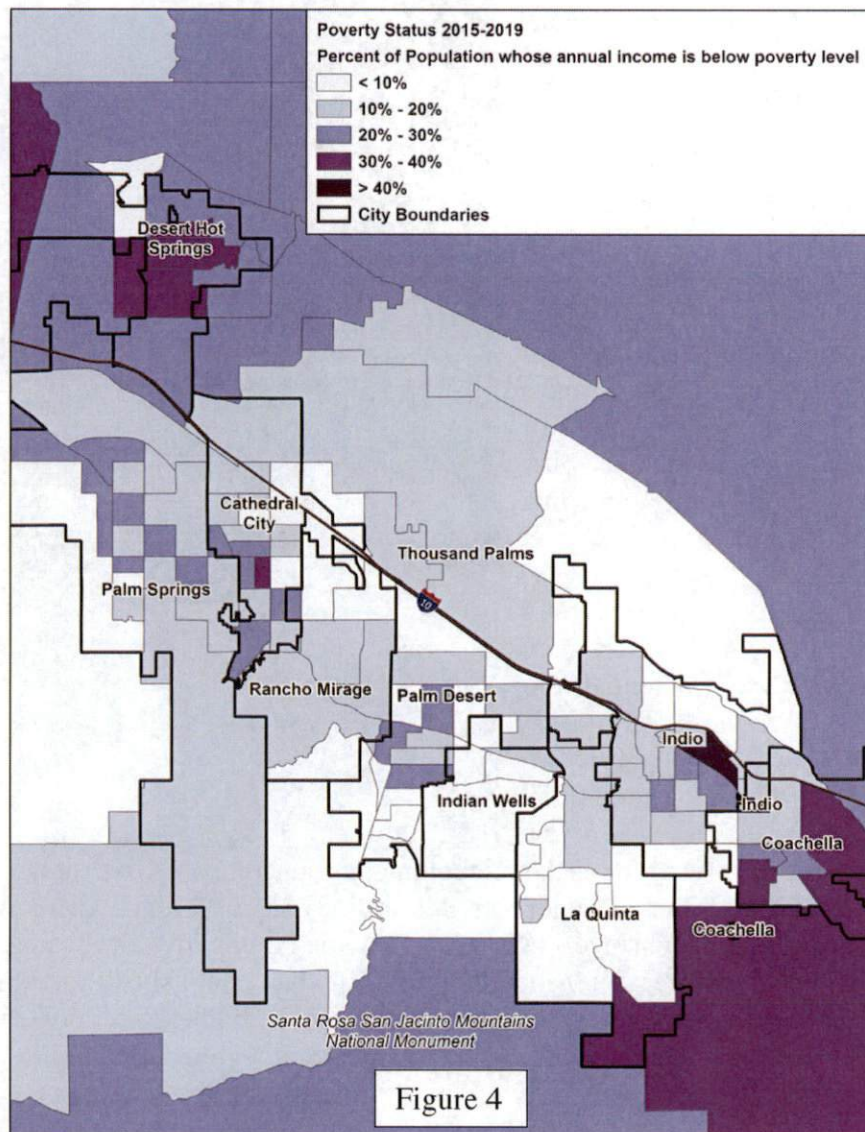 Poverty Status 2015-2019
Percent of Population whose annual income is below poverty level
< 10%
10% - 20%
20% - 30%
30% - 40%
> 40%
City Boundaries
Desert Hot
Springs
Cathedral
City
Thousand Palms
Palm Springs
10
Rancho Mirage
Palm Desert
Indio
Indian Wells
Indio
Coachella
La Quinta
Coachella
Santa Rosa San Jacinto Mountains
National Monument
Figure 4